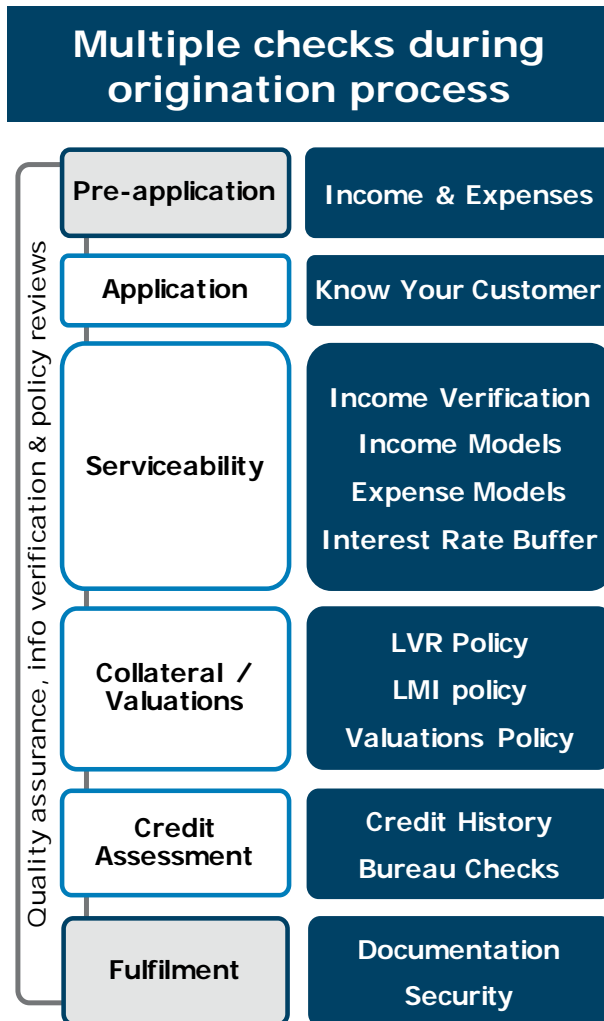 Multiple checks during
origination process
Quality assurance, info verification & policy reviews
Pre-application
Income & Expenses
Application
Know Your Customer
Serviceability
Income Verification
Income Models
Expense Models
Interest Rate Buffer
Collateral /
Valuations
LVR Policy
LMI policy
Valuations Policy
Credit
Assessment
Credit History
Bureau Checks
Fulfilment
Documentation
Security